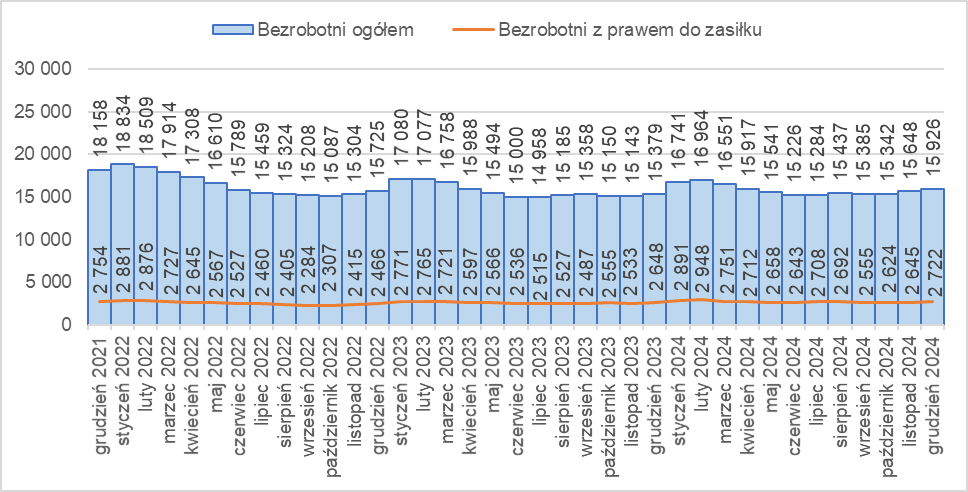 Bezrobotni ogółem
Bezrobotni z prawem do zasiłku
30 000
25 000
20 000
15 000
10 000
5 000
0
18 158
18 834
18 509
17 914
17 308
16 610
15 789
15 459
15 324
15 208
15 087
15 304
15 725
17 080
17 077
16 758
15 988
15 494
15 000
14 958
15 185
15 358
15 150
15 143
15 379
16 741
16 964
16 551
15 917
15 541
15 226
15 284
15 437
15 385
15 342
15 648
15 926
2 754
2 881
2 876
2 727
2 645
2 567
2 527
2 460
2 405
2 284
2 307
2 415
2 466
2 771
2 765
2 721
2 597
2 566
2 536
2 515
2 527
2 487
2 555
2 533
2 648
2 891
2 948
2 751
2 712
2 658
2 643
2 708
2 692
2 555
2 624
2 645
2 722
grudzień 2021
styczeń 2022
luty 2022
marzec 2022
kwiecień 2022
maj 2022
czerwiec 2022
lipiec 2022
sierpień 2022
wrzesień 2022
październik 2022
listopad 2022
grudzień 2022
styczeń 2023
luty 2023
marzec 2023
kwiecień 2023
maj 2023
czerwiec 2023
lipiec 2023
sierpień 2023
wrzesień 2023
październik 2023
listopad 2023
grudzień 2023
styczeń 2024
luty 2024
marzec 2024
kwiecień 2024
maj 2024
czerwiec 2024
lipiec 2024
sierpień 2024
wrzesień 2024
październik 2024
listopad 2024
grudzień 2024